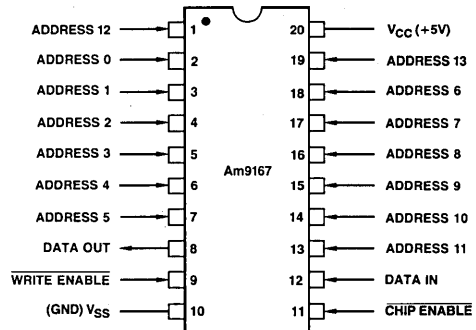 ADDRESS 12 1 20 VCC (+5V)
ADDRESS 0 2 19 ADDRESS 13
ADDRESS 1 3 18 ADDRESS 6
ADDRESS 2 4 17 ADDRESS 7
ADDRESS 3 5 16 ADDRESS 8
Am9167
ADDRESS 4 6 15 ADDRESS 9
ADDRESS 5 7 14 ADDRESS 10
DATA OUT 8 13 ADDRESS 11
WRITE ENABLE 9 12 DATA IN
(GND) VSS 10 11 CHIP ENABLE